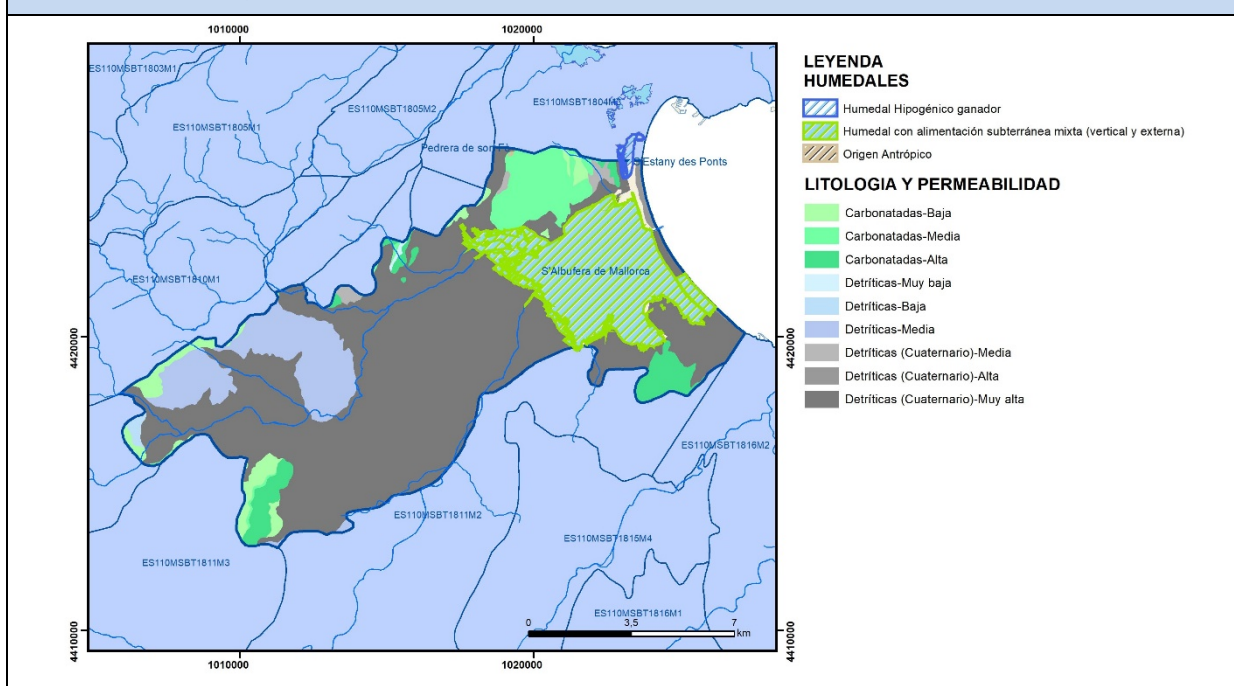 1010000
1020000
ES110MSBT1803M1
ES110MSBT1805M2
ES110MSBT1804M
ES110MSBT1805M1
Pedrera de son F
S'Estany des Ponts
S'Albufera de Mallorca
ES110MSBT1810M1
4420000
4420000
ES110MSBT1816M2
ES110MSBT1811M2
ES110MSBT1815M4
ES110MSBT1811M3
ES110MSBT1816M1
0
3,5
7
km
4410000
4410000
1010000
1020000
LEYENDA
HUMEDALES
Humedal Hipogénico ganador
Humedal con alimentación subterránea mixta (vertical y externa)
Origen Antrópico
LITOLOGIA Y PERMEABILIDAD
Carbonatadas-Baja
Carbonatadas-Media
Carbonatadas-Alta
Detríticas-Muy baja
Detríticas-Baja
Detríticas-Media
Detríticas (Cuaternario)-Media
Detríticas (Cuaternario)-Alta
Detríticas (Cuaternario)-Muy alta